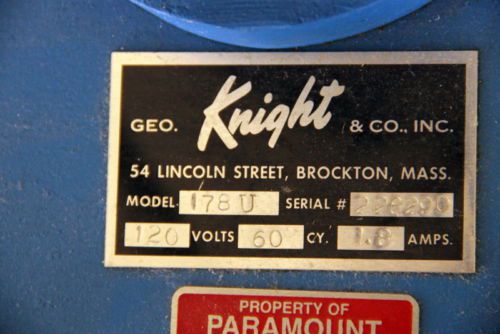 GEO. Knight & CO., INC.
54 LINCOLN STREET, BROCKTON, MASS.
MODEL 178 U SERIAL #
120 VOLTS 60 CY. 1.8 AMPS.
PROPERTY OF
PARAMOUNT